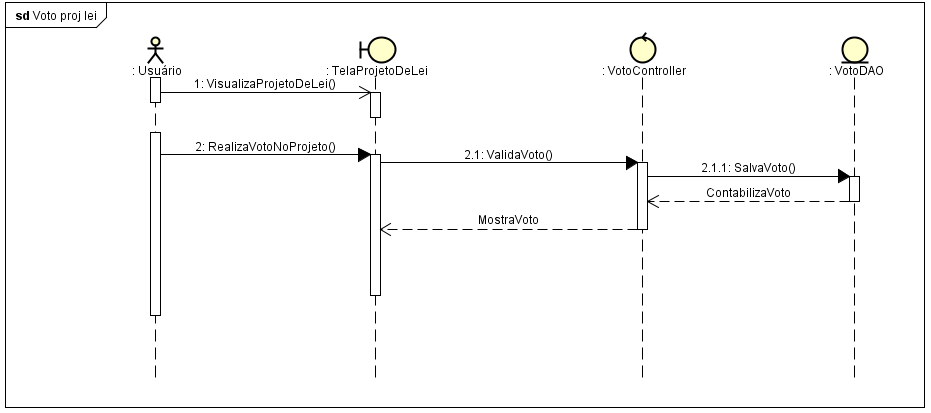 sd Voto proj lei
: Usuário
: TelaProjetoDeLei
: VotoController
: VotoDAO
1: VisualizaProjetoDeLei()
2: RealizaVotoNoProjeto()
2.1: ValidaVoto()
2.1.1: SalvaVoto()
ContabilizaVoto
MostraVoto